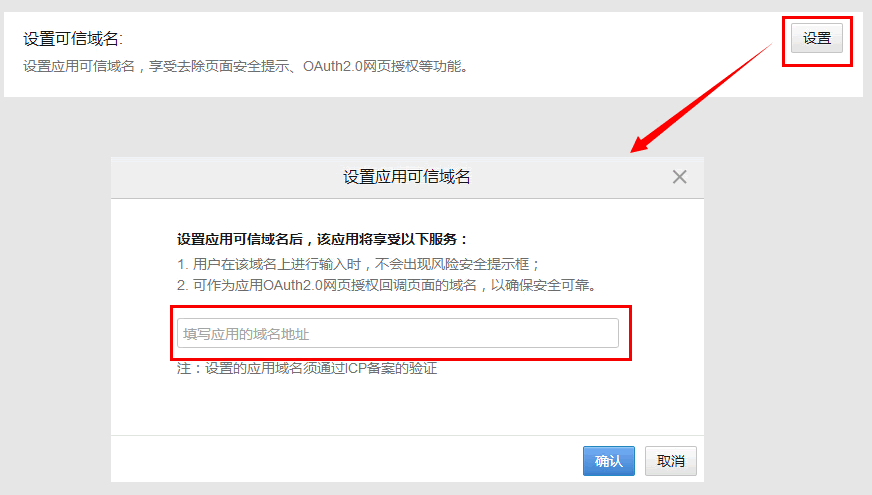 设置可信域名:
设置
设置应用可信域名，享受去除页面安全提示、OAuth2.0网页授权等功能。
设置应用可信域名
设置应用可信域名后，该应用将享受以下服务：
1. 用户在该域名上进行输入时，不会出现风险安全提示框；
2. 可作为应用OAuth2.0网页授权回调页面的域名，以确保安全可靠。
填写应用的域名地址
注：设置的应用域名须通过ICP备案的验证
确认 取消